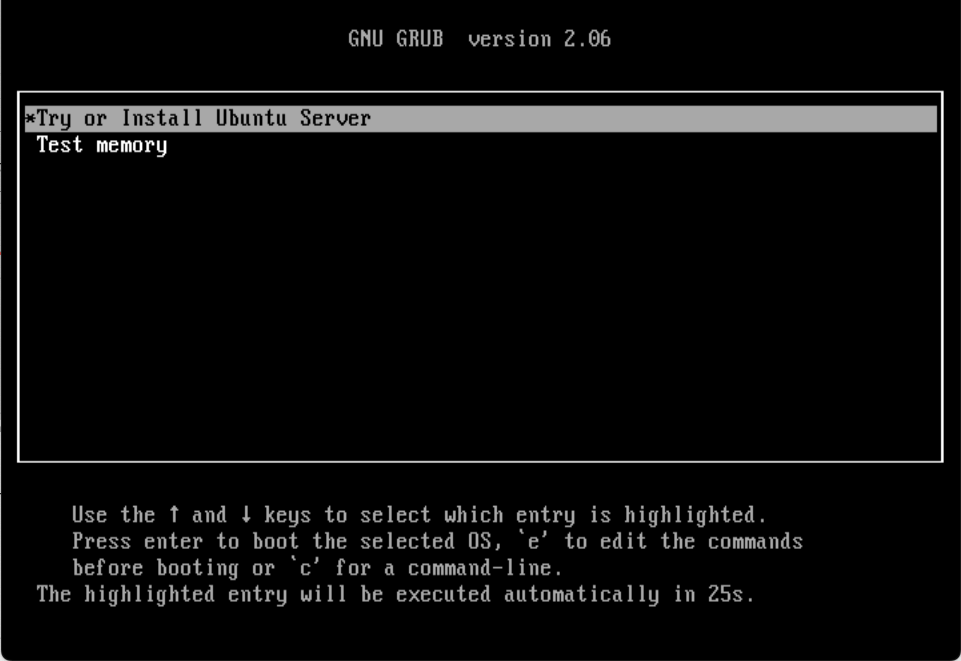 GNU GRUB  version 2.06
*Try or Install Ubuntu Server
Test memory
Use the ↑ and ↓ keys to select which entry is highlighted.
Press enter to boot the selected OS, `e' to edit the commands
before booting or `c' for a command-line.
The highlighted entry will be executed automatically in 25s.